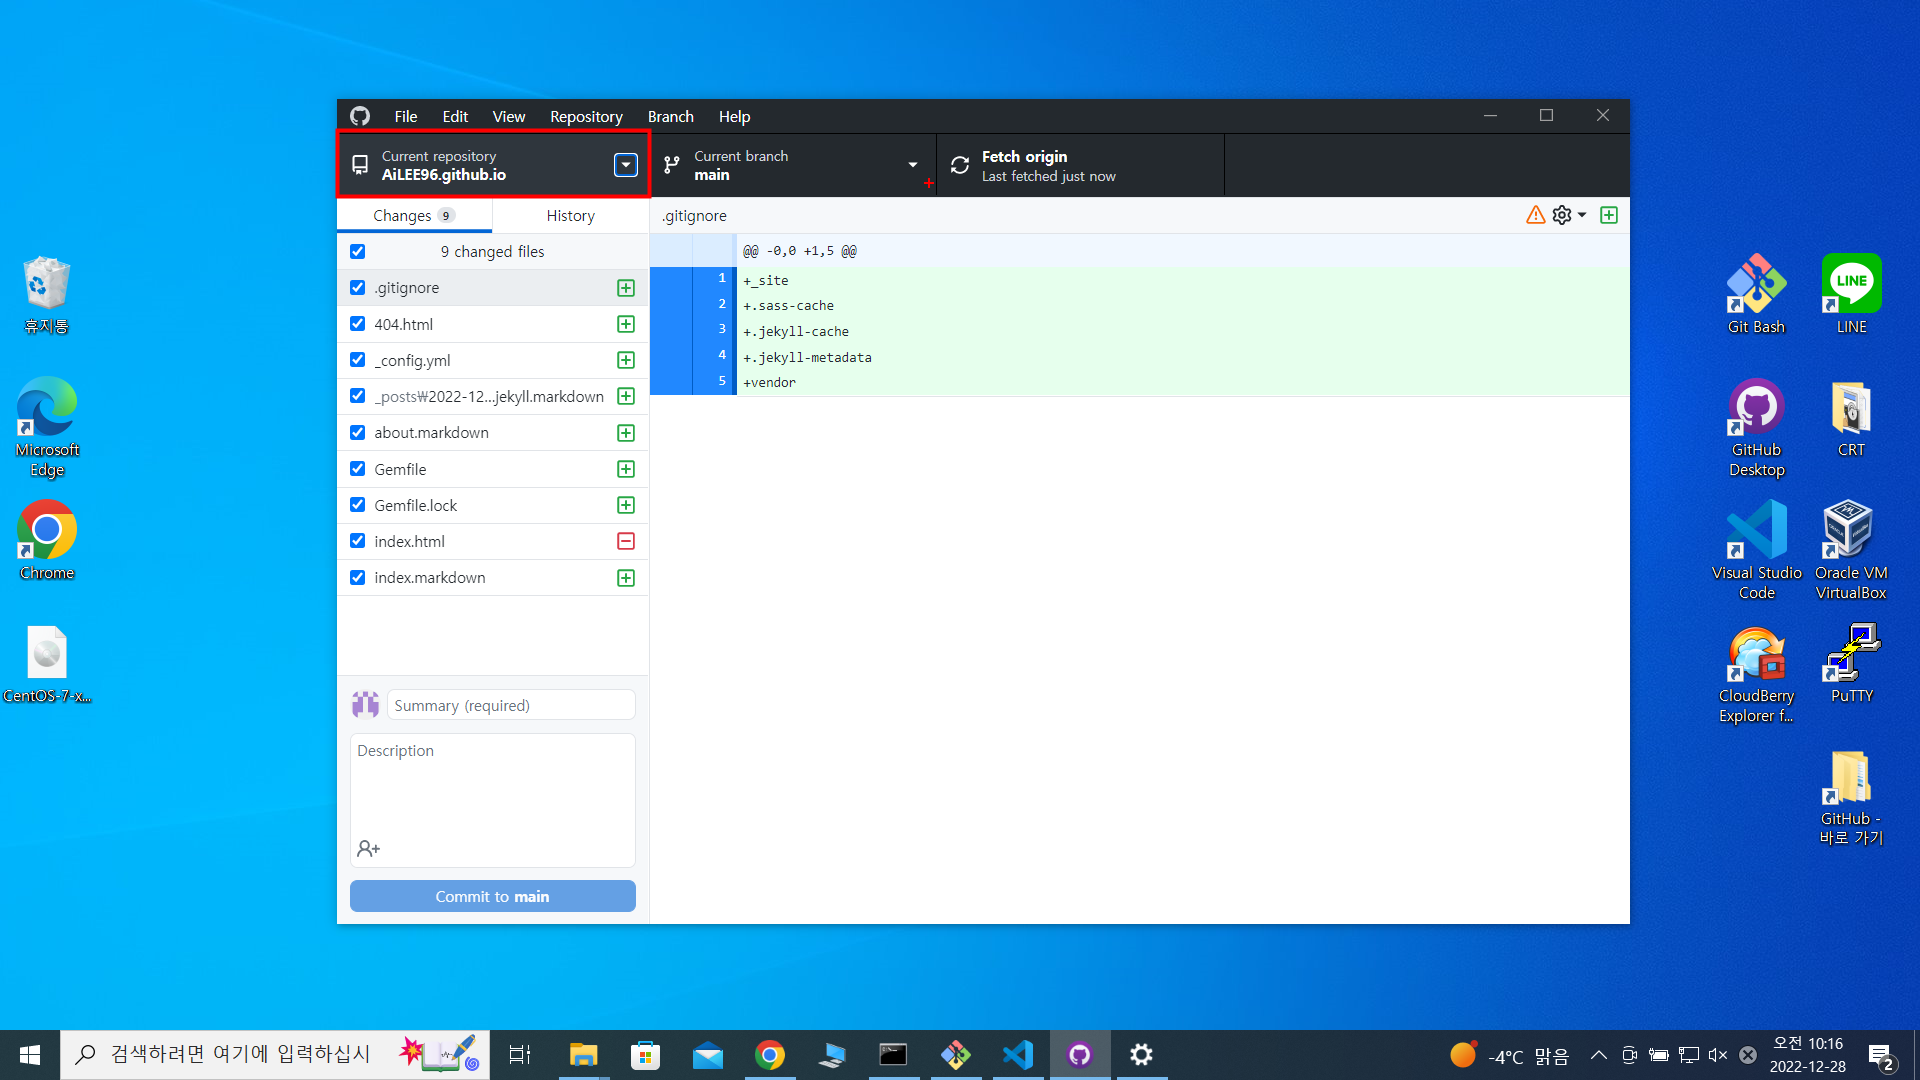 File Edit View Repository Branch Help
Current repository
AiLEE96.github.io
Current branch
main
Fetch origin
Last fetched just now
Changes 9
History
.gitignore
9 changed files
.gitignore
404.html
_config.yml
_posts₩2022-12...jekyll.markdown
about.markdown
Gemfile
Gemfile.lock
index.html
index.markdown
@@ -0,0 +1,5 @@
1 +_site
2 +.sass-cache
3 +.jekyll-cache
4 +.jekyll-metadata
5 +vendor
Summary (required)
Description
Commit to main
휴지통
Microsoft
Edge
Chrome
CentOS-7-x...
Git Bash
LINE
LINE
GitHub
Desktop
CRT
Visual Studio
Code
Oracle VM
VirtualBox
CloudBerry
Explorer f...
PuTTY
GitHub -
바로 가기
검색하려면 여기에 입력하십시
-4°C 맑음
오전 10:16
2022-12-28
2